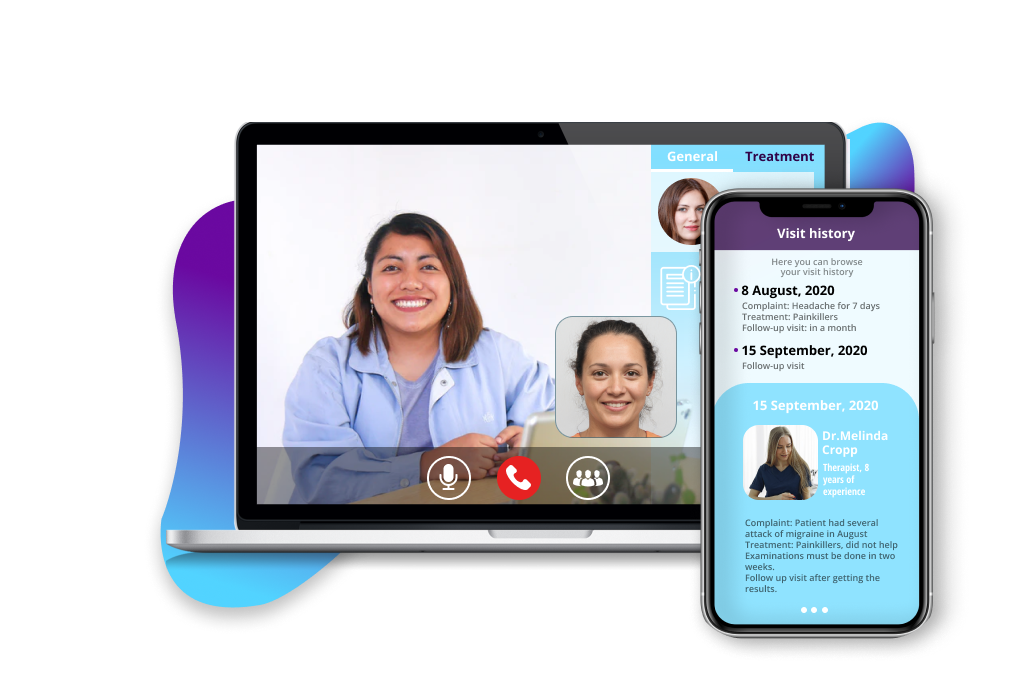 General Treatment
Visit history
Here you can browse
your visit history
8 August, 2020
Complaint: Headache for 7 days
Treatment: Painkillers
Follow-up visit: in a month
15 September, 2020
Follow-up visit
15 September, 2020
Dr.Melinda
Cropp
Therapist, 8
years of
experience
Complaint: Patient had several
attack of migraine in August
Treatment: Painkillers, did not help
Examinations must be done in two
weeks.
Follow up visit after getting the
results.